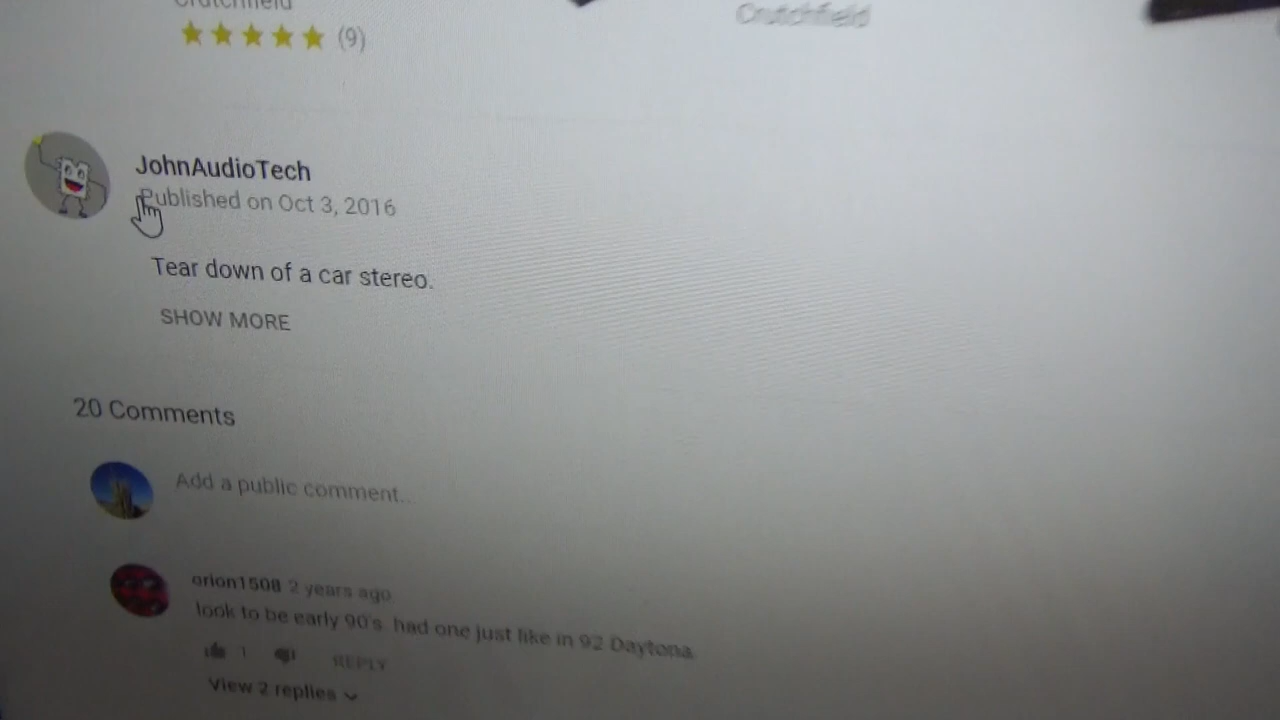 Crutchfield
Crutchfield
(9)
JohnAudioTech
Published on Oct 3, 2016
Tear down of a car stereo.
SHOW MORE
20 Comments
Add a public comment...
orion1508 2 years ago
look to be early 90's. had one just like in 92 Daytona.
1 REPLY
View 2 replies